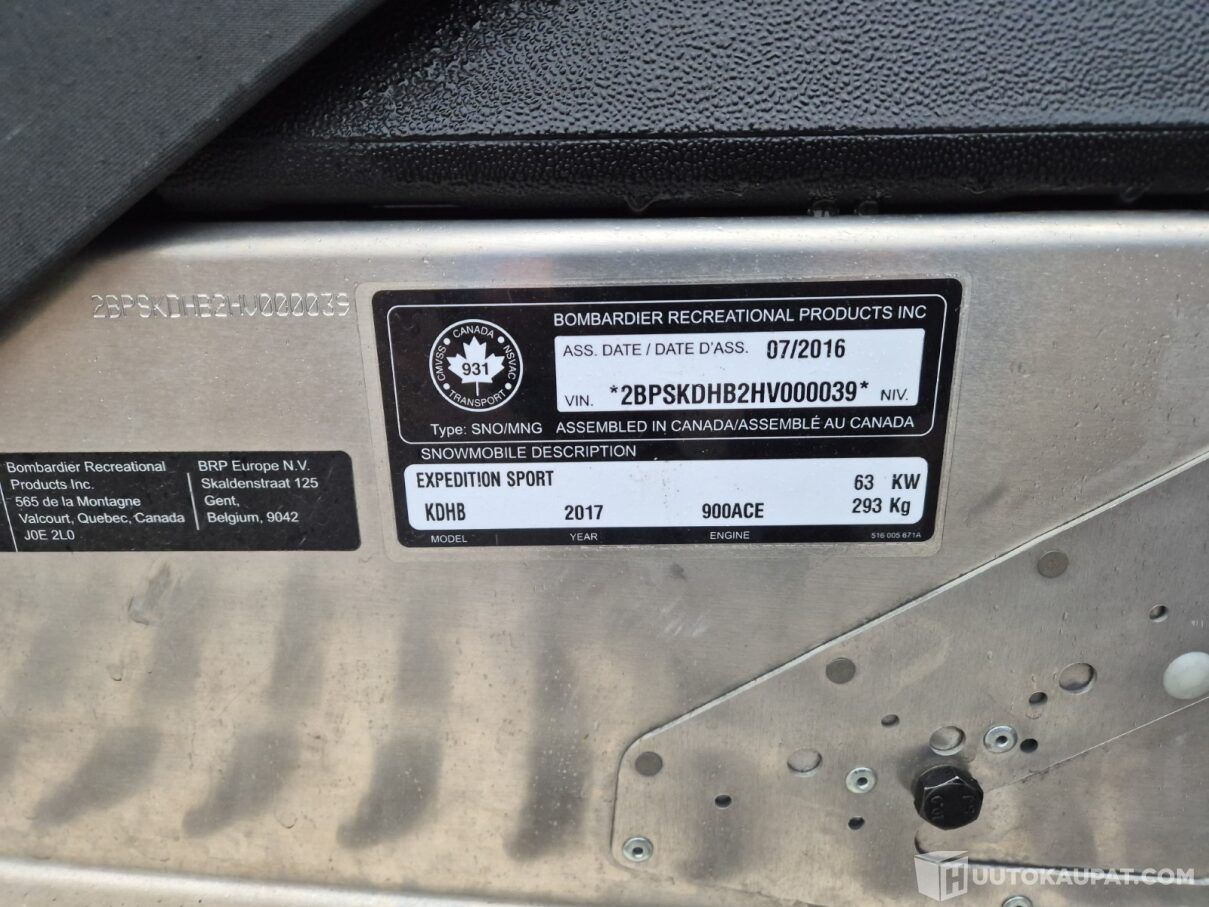 2BPSKDHB2HV000039
BOMBARDIER RECREATIONAL PRODUCTS INC
CANADA
CMVSS
931
NSVAC
TRANSPORT
ASS. DATE / DATE D'ASS. 07/2016
VIN. *2BPSKDHB2HV000039* NIV.
Type: SNO/MNG ASSEMBLED IN CANADA/ASSEMBLÉ AU CANADA
SNOWMOBILE DESCRIPTION
EXPEDITION SPORT 63 KW
KDHB 2017 900ACE 293 Kg
MODEL YEAR ENGINE 516 005 671A
Bombardier Recreational
Products Inc.
565 de la Montagne
Valcourt, Quebec, Canada
J0E 2L0
BRP Europe N.V.
Skaldenstraat 125
Gent,
Belgium, 9042
HUUTOKAUPAT.COM